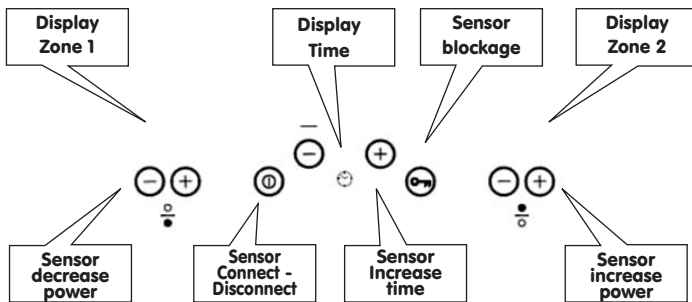 Display
Zone 1
Display
Time
Sensor
blockage
Display
Zone 2
Sensor
decrease
power
Sensor
Connect -
Disconnect
Sensor
Increase
time
Sensor
increase
power